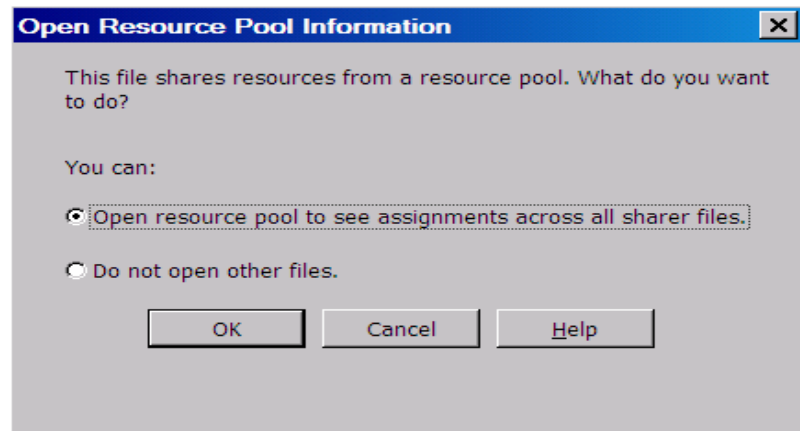 Open Resource Pool Information
This file shares resources from a resource pool. What do you want
to do?
You can:
Open resource pool to see assignments across all sharer files.
Do not open other files.
OK Cancel Help